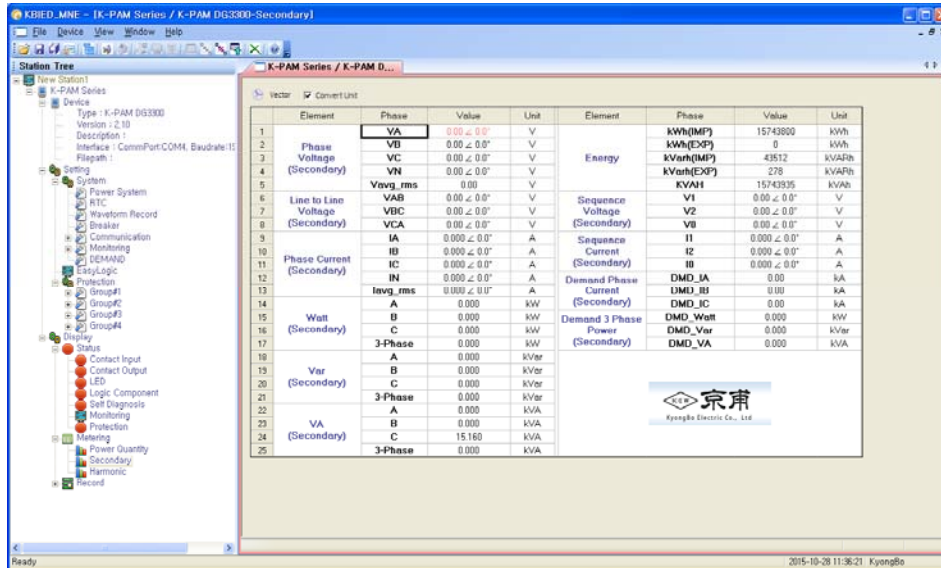 KBIED_MNE - [K-PAM Series / K-PAM DG3300-Secondary]
File Device View Window Help
Station Tree
K-PAM Series / K-PAM D...
New Station1
K-PAM Series
Device
Type : K-PAM DG3300
Version : 2,10
Description :
Interface : CommPort:COM4, Baudrate:19
Filepath :
Setting
System
Power System
RTC
Waveform Record
Breaker
Communication
Monitoring
DEMAND
EasyLogic
Protection
Group#1
Group#2
Group#3
Group#4
Display
Status
Contact Input
Contact Output
LED
Logic Component
Self Diagnosis
Monitoring
Protection
Metering
Power Quantity
Secondary
Harmonic
Record
Vector Convert Unit
Element Phase Value Unit Element Phase Value Unit
1 VA 0.00 ∠ 0.0° V kWh(IMP) 15743800 kWh
2 Phase VB 0.00 ∠ 0.0° V kWh(EXP) 0 kWh
3 Voltage VC 0.00 ∠ 0.0° V Energy kVarh(IMP) 43512 kVARh
4 (Secondary) VN 0.00 ∠ 0.0° V kVarh(EXP) 278 kVARh
5 Vavg_rms 0.00 V KVAH 15743935 kVAh
6 Line to Line VAB 0.00 ∠ 0.0° V Sequence V1 0.00 ∠ 0.0° V
7 Voltage VBC 0.00 ∠ 0.0° V Voltage V2 0.00 ∠ 0.0° V
8 (Secondary) VCA 0.00 ∠ 0.0° V (Secondary) V0 0.00 ∠ 0.0° V
9 IA 0.000 ∠ 0.0° A Sequence I1 0.000 ∠ 0.0° A
10 Phase Current IB 0.000 ∠ 0.0° A Current I2 0.000 ∠ 0.0° A
11 (Secondary) IC 0.000 ∠ 0.0° A (Secondary) I0 0.000 ∠ 0.0° A
12 IN 0.000 ∠ 0.0° A Demand Phase DMD_IA 0.00 kA
13 Iavg_rms 0.000 ∠ 0.0° A Current DMD_IB 0.00 kA
14 A 0.000 kW (Secondary) DMD_IC 0.00 kA
15 Watt B 0.000 kW Demand 3 Phase DMD_Watt 0.000 kW
16 (Secondary) C 0.000 kW Power DMD_Var 0.000 kVar
17 3-Phase 0.000 kW (Secondary) DMD_VA 0.000 kVA
18 A 0.000 kVar
19 Var B 0.000 kVar
20 (Secondary) C 0.000 kVar
21 3-Phase 0.000 kVar
22 A 0.000 kVA
23 VA B 0.000 kVA
24 (Secondary) C 15.160 kVA
25 3-Phase 0.000 kVA
京甫
KyungBo Electric Co., Ltd
Ready 2015-10-28 11:36:21 KyongBo